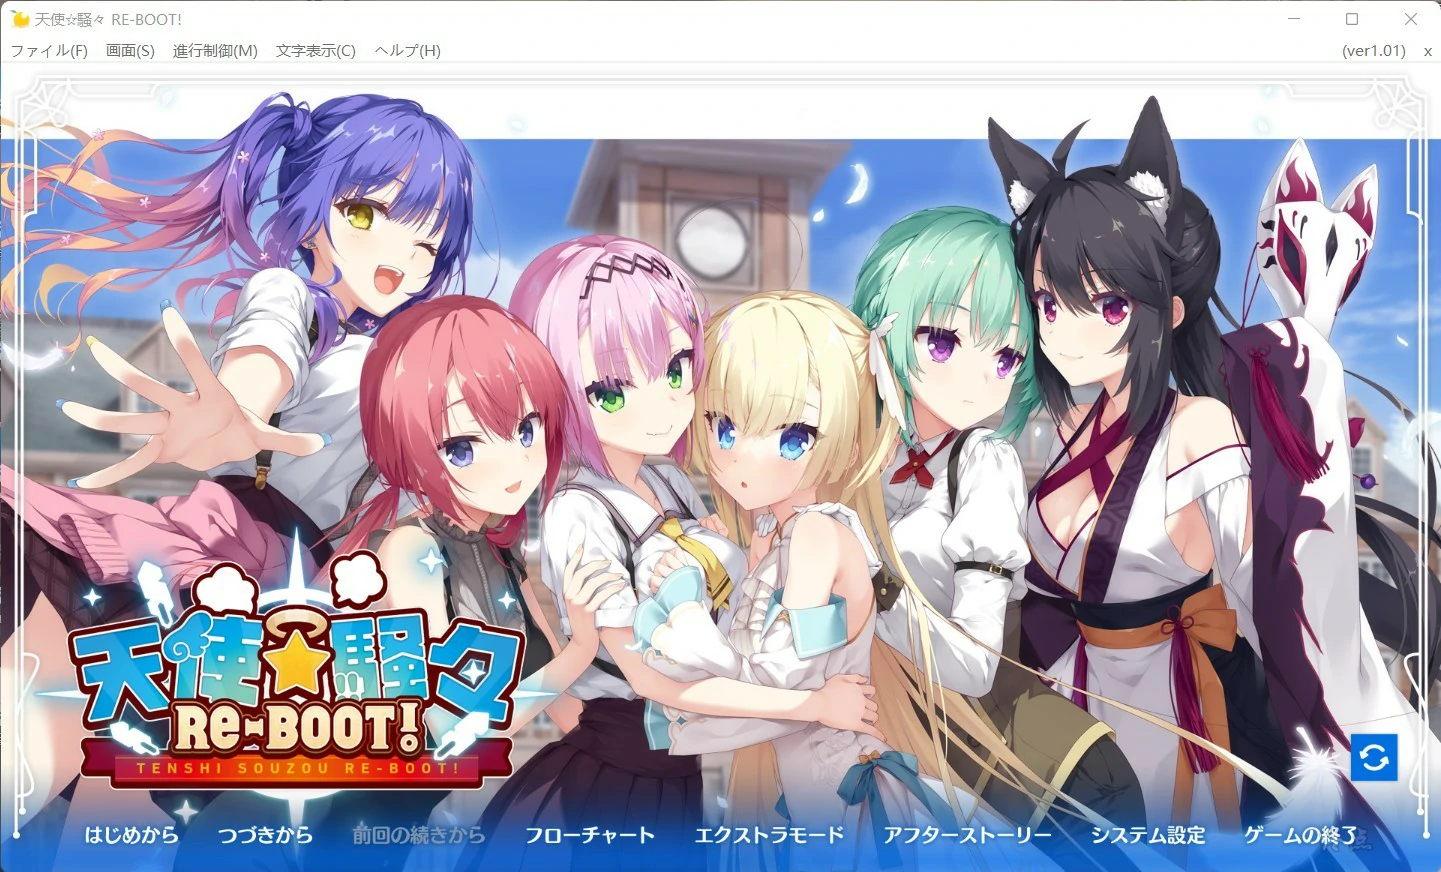 天使☆騒々 RE-BOOT!
ファイル(F) 画面(S) 進行制御(M) 文字表示(C) ヘルプ(H) (ver1.01) x
天使☆騒々
RE-BOOT!
TENSHI SOUZOU RE-BOOT!
はじめから つづきから 前回の続きから フローチャート エクストラモード アフターストーリー システム設定 ゲームの終了